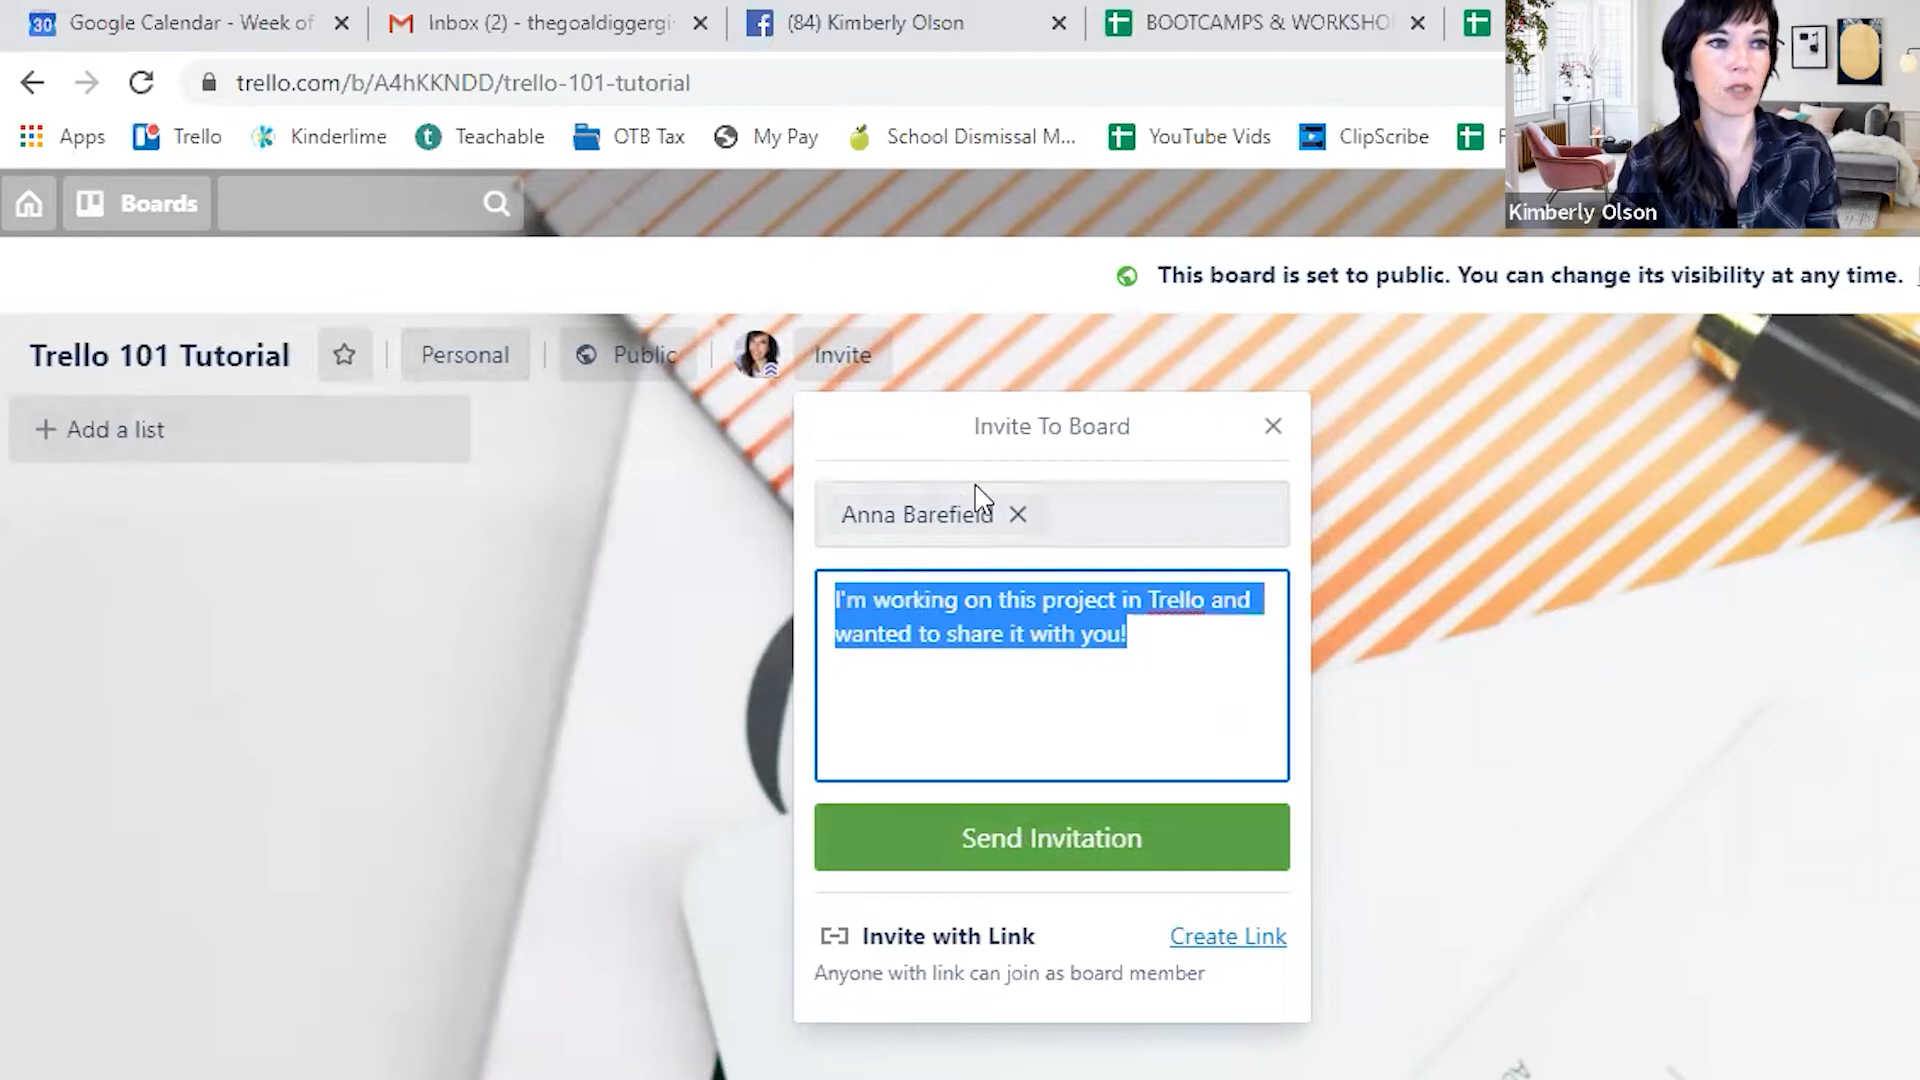 30 Google Calendar - Week of
Inbox (2) - thegoaldiggergi
(84) Kimberly Olson
BOOTCAMPS & WORKSHO
trello.com/b/A4hKKNDD/trello-101-tutorial
Apps
Trello
Kinderlime
t Teachable
OTB Tax
My Pay
School Dismissal M...
YouTube Vids
ClipScribe
Kimberly Olson
Boards
This board is set to public. You can change its visibility at any time.
Trello 101 Tutorial
Personal
Public
Invite
+ Add a list
Invite To Board
Anna Barefield
I'm working on this project in Trello and
wanted to share it with you!
Send Invitation
Invite with Link
Create Link
Anyone with link can join as board member